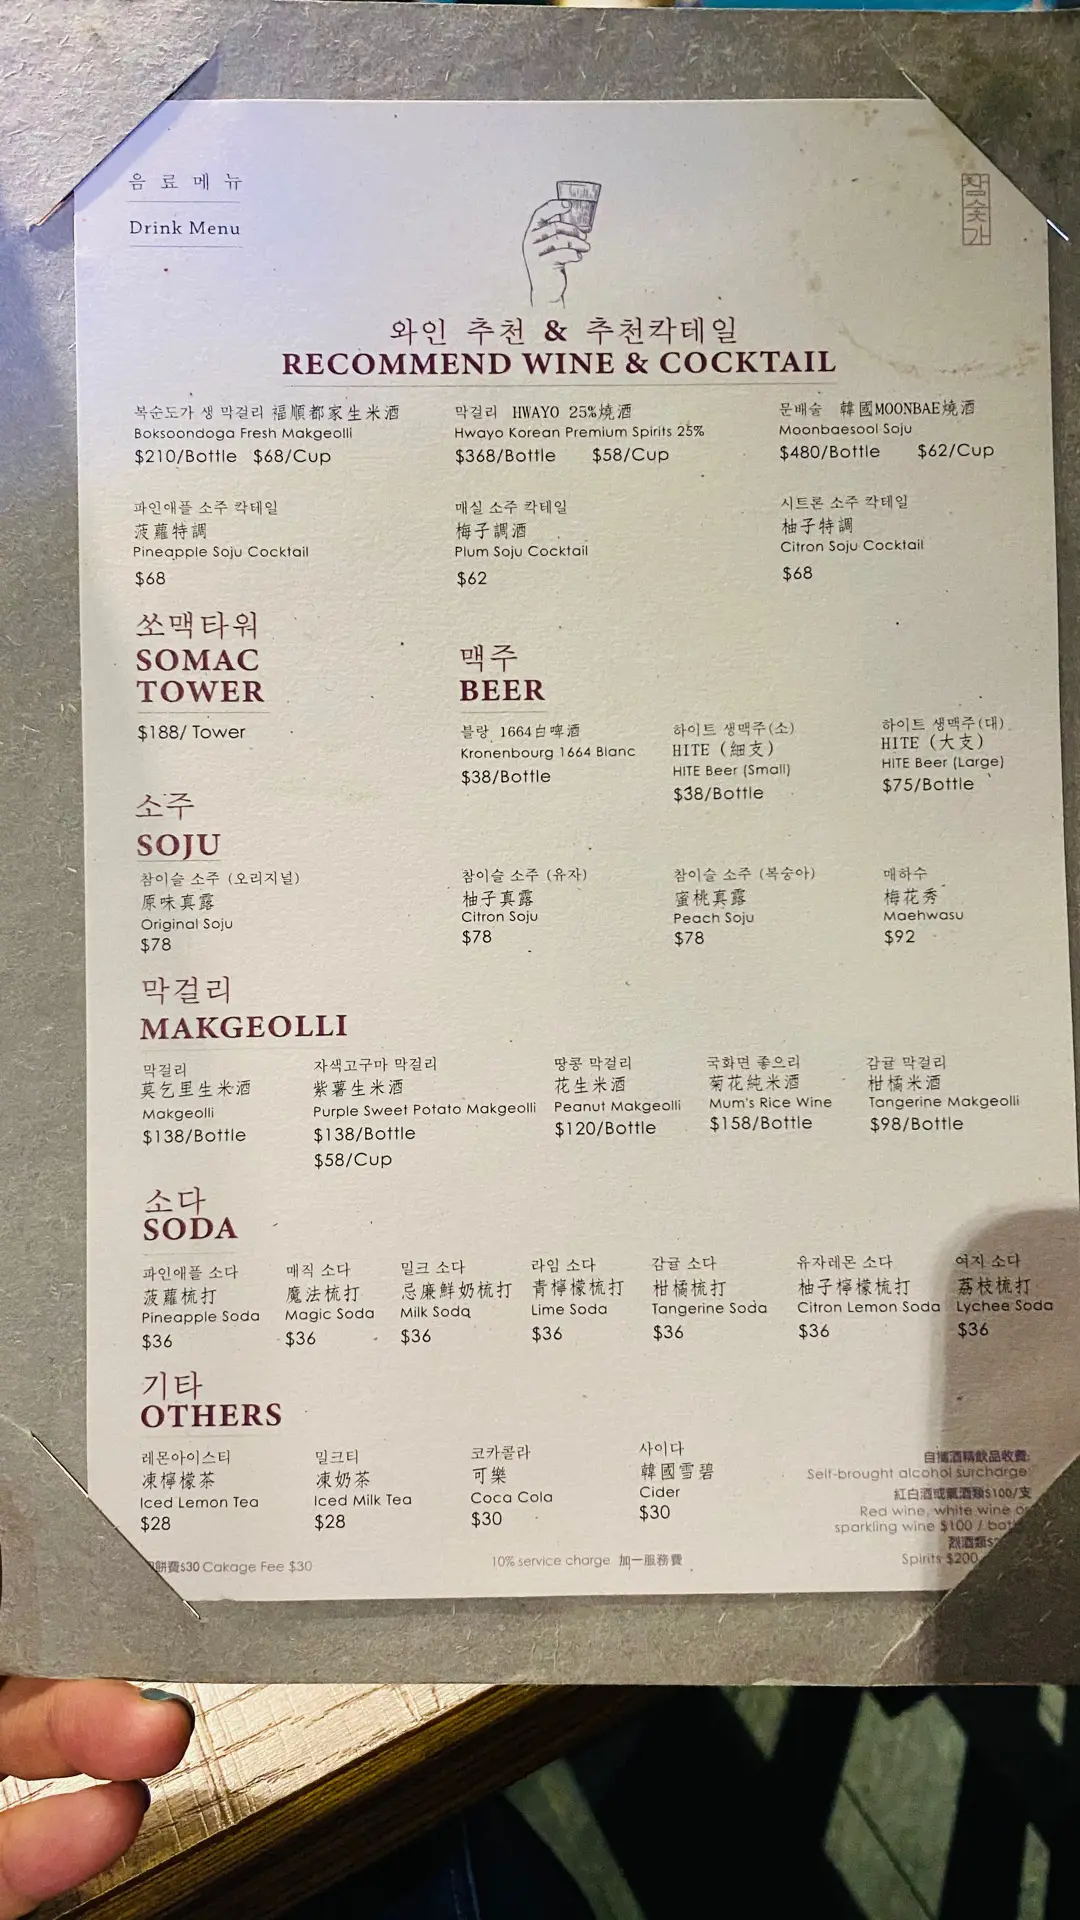 음료메뉴
Drink Menu
참숯가
와인 추천 & 추천칵테일
RECOMMEND WINE & COCKTAIL
복순도가 생 막걸리 福順都家生米酒
Boksoondoga Fresh Makgeolli
$210/Bottle $68/Cup
막걸리 HWAYO 25%燒酒
Hwayo Korean Premium Spirits 25%
$368/Bottle $58/Cup
문배술 韓國MOONBAE燒酒
Moonbaesool Soju
$480/Bottle $62/Cup
파인애플 소주 칵테일
菠蘿特調
Pineapple Soju Cocktail
$68
매실 소주 칵테일
梅子調酒
Plum Soju Cocktail
$62
시트론 소주 칵테일
柚子特調
Citron Soju Cocktail
$68
쏘맥타워
SOMAC
TOWER
$188/ Tower
맥주
BEER
블랑 1664白啤酒
Kronenbourg 1664 Blanc
$38/Bottle
하이트 생맥주(소)
HITE (細支)
HITE Beer (Small)
$38/Bottle
하이트 생맥주(대)
HITE (大支)
HITE Beer (Large)
$75/Bottle
소주
SOJU
참이슬 소주 (오리지널)
原味真露
Original Soju
$78
참이슬 소주 (유자)
柚子真露
Citron Soju
$78
참이슬 소주 (복숭아)
蜜桃真露
Peach Soju
$78
매하수
梅花秀
Maehwasu
$92
막걸리
MAKGEOLLI
막걸리
莫乞里生米酒
Makgeolli
$138/Bottle
자색고구마 막걸리
紫薯生米酒
Purple Sweet Potato Makgeolli
$138/Bottle
$58/Cup
땅콩 막걸리
花生米酒
Peanut Makgeolli
$120/Bottle
국화면 좋으리
菊花純米酒
Mum's Rice Wine
$158/Bottle
감귤 막걸리
柑橘米酒
Tangerine Makgeolli
$98/Bottle
소다
SODA
파인애플 소다
菠蘿梳打
Pineapple Soda
$36
매직 소다
魔法梳打
Magic Soda
$36
밀크 소다
忌廉鮮奶梳打
Milk Soda
$36
라임 소다
青檸檬梳打
Lime Soda
$36
감귤 소다
柑橘梳打
Tangerine Soda
$36
유자레몬 소다
柚子檸檬梳打
Citron Lemon Soda
$36
여지 소다
荔枝梳打
Lychee Soda
$36
기타
OTHERS
레몬아이스티
凍檸檬茶
Iced Lemon Tea
$28
밀크티
凍奶茶
Iced Milk Tea
$28
코카콜라
可樂
Coca Cola
$30
사이다
韓國雪碧
Cider
$30
自攜酒精飲品收費:
Self-brought alcohol surcharge:
紅白酒或氣酒類$100/支
Red wine, white wine or
sparkling wine $100 /
烈酒類
Spirits $200
餅費$30 Cakage Fee $30
10% service charge 加一服務費